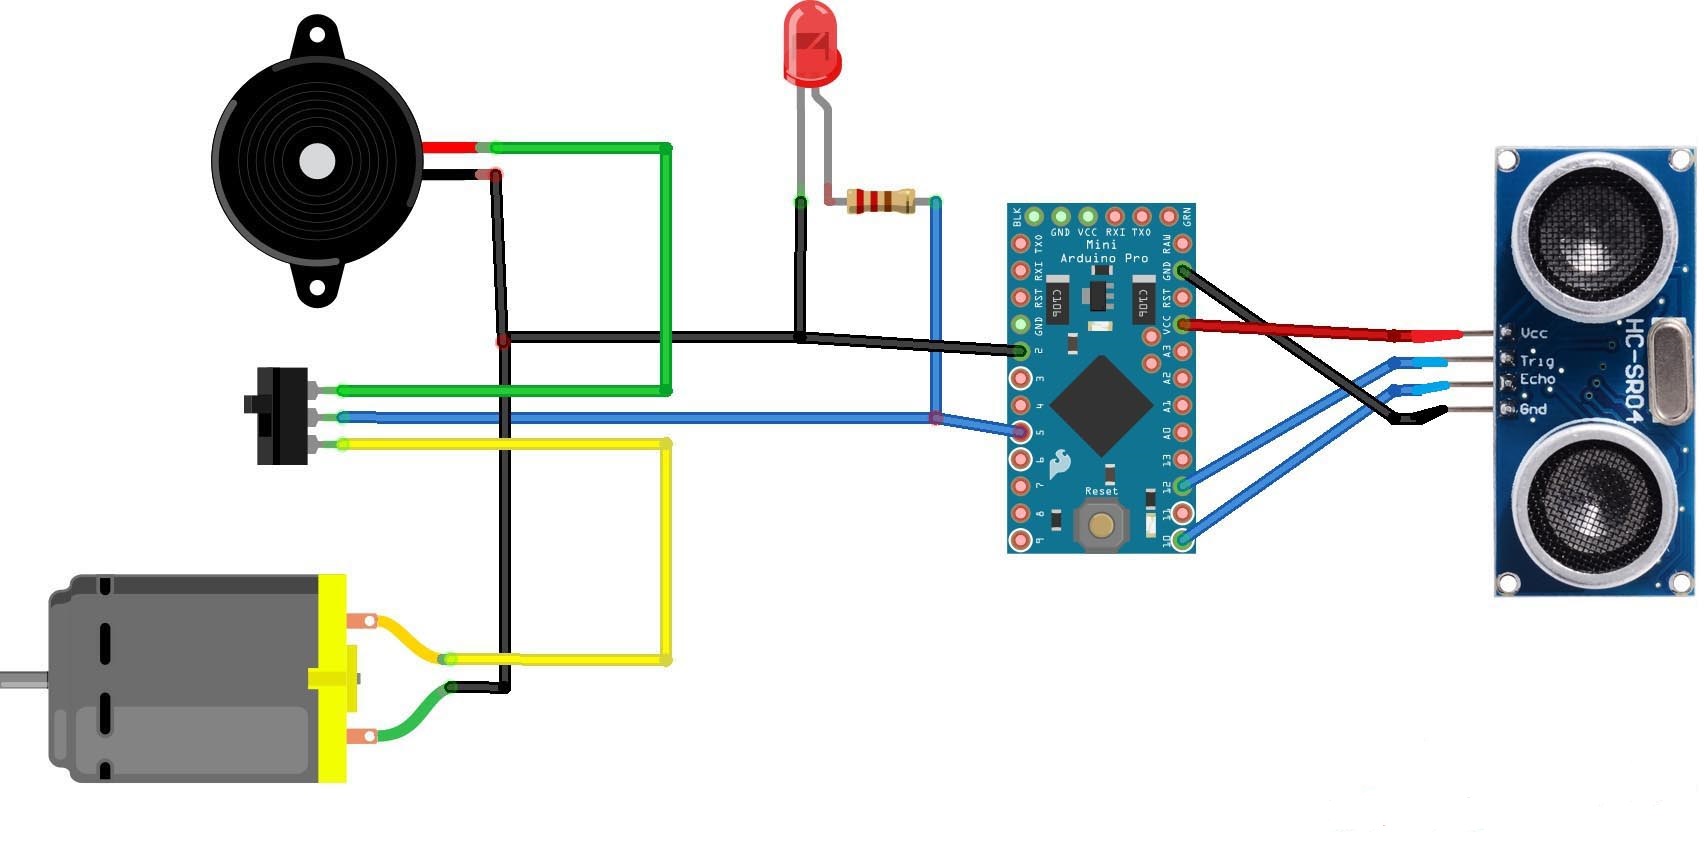 BLK
GND VCC RXI TXO
GRN
Mini
Arduino Pro
TXO
RXI
RST
GND
2
3
4
5
6
7
8
9
RAW
GND
RST
VCC
A3
A2
A1
A0
13
12
11
10
C106
C106
Reset
Vcc
Trig
Echo
Gnd
HC-SR04